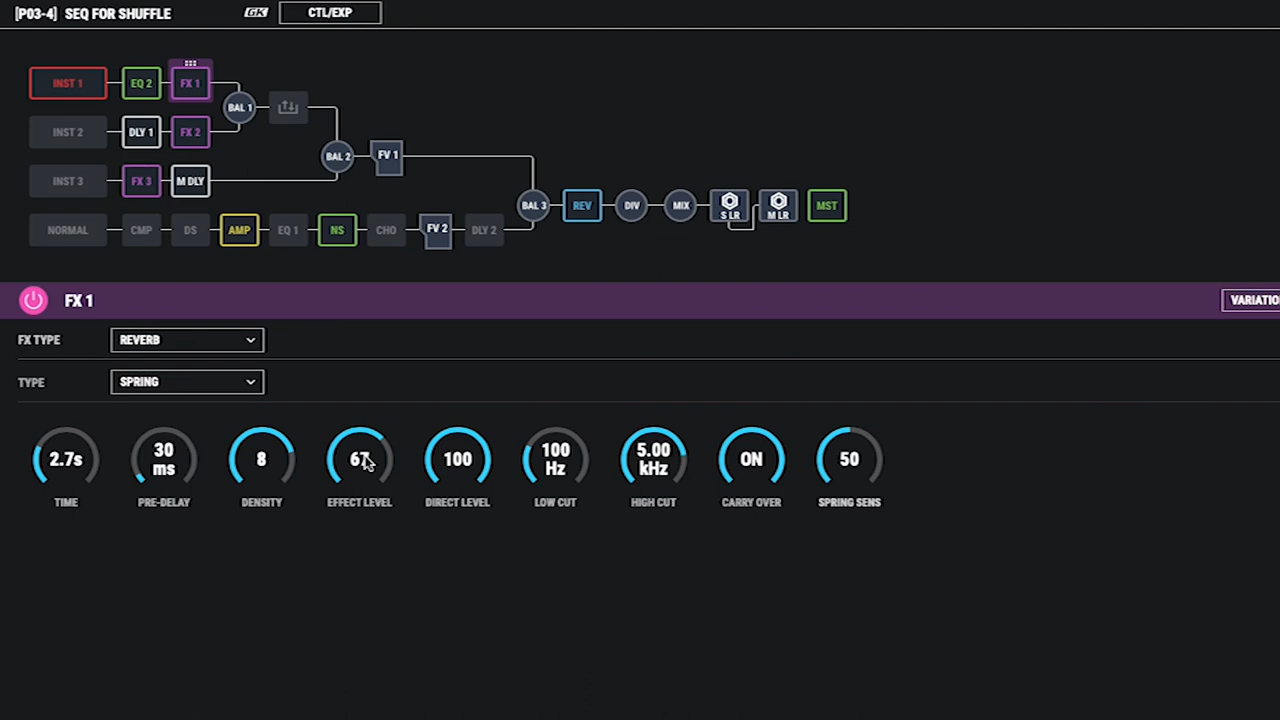 [P03-4] SEQ FOR SHUFFLE GK CTL/EXP
INST 1 EQ 2 FX 1
BAL 1
INST 2 DLY 1 FX 2
BAL 2 FV 1
INST 3 FX 3 M DLY
BAL 3 REV DIV MIX S LR M LR MST
NORMAL CMP DS AMP EQ 1 NS CHO FV 2 DLY 2
FX 1 VARIATIO
FX TYPE REVERB
TYPE SPRING
2.7s 30 ms 8 67 100 100 Hz 5.00 kHz ON 50
TIME PRE-DELAY DENSITY EFFECT LEVEL DIRECT LEVEL LOW CUT HIGH CUT CARRY OVER SPRING SENS